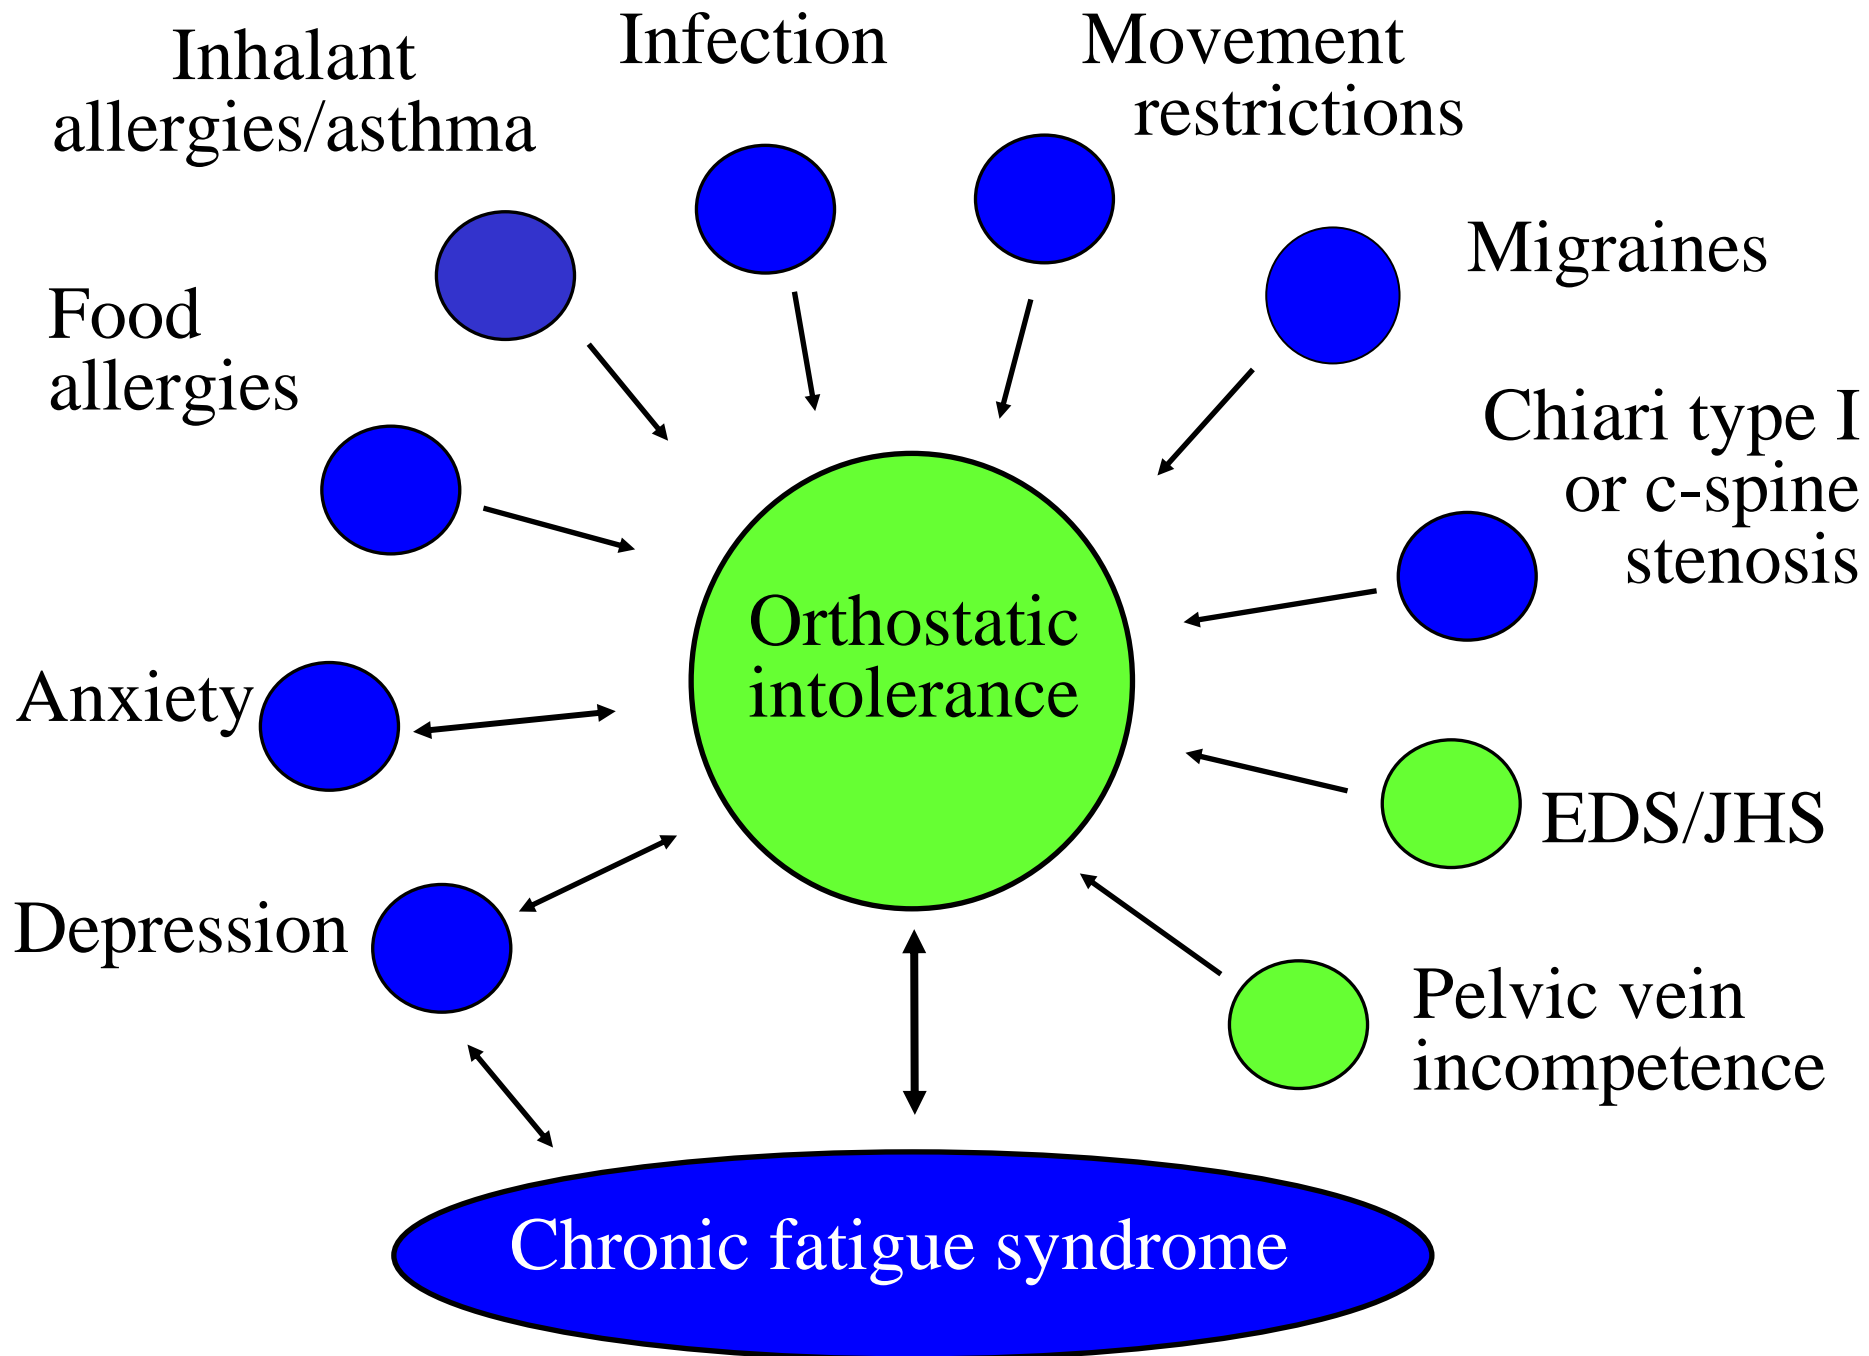 Inhalant
allergies/asthma
Infection
Movement
restrictions
Migraines
Food
allergies
Chiari type I
or c-spine
stenosis
Orthostatic
intolerance
Anxiety
EDS/JHS
Depression
Pelvic vein
incompetence
Chronic fatigue syndrome